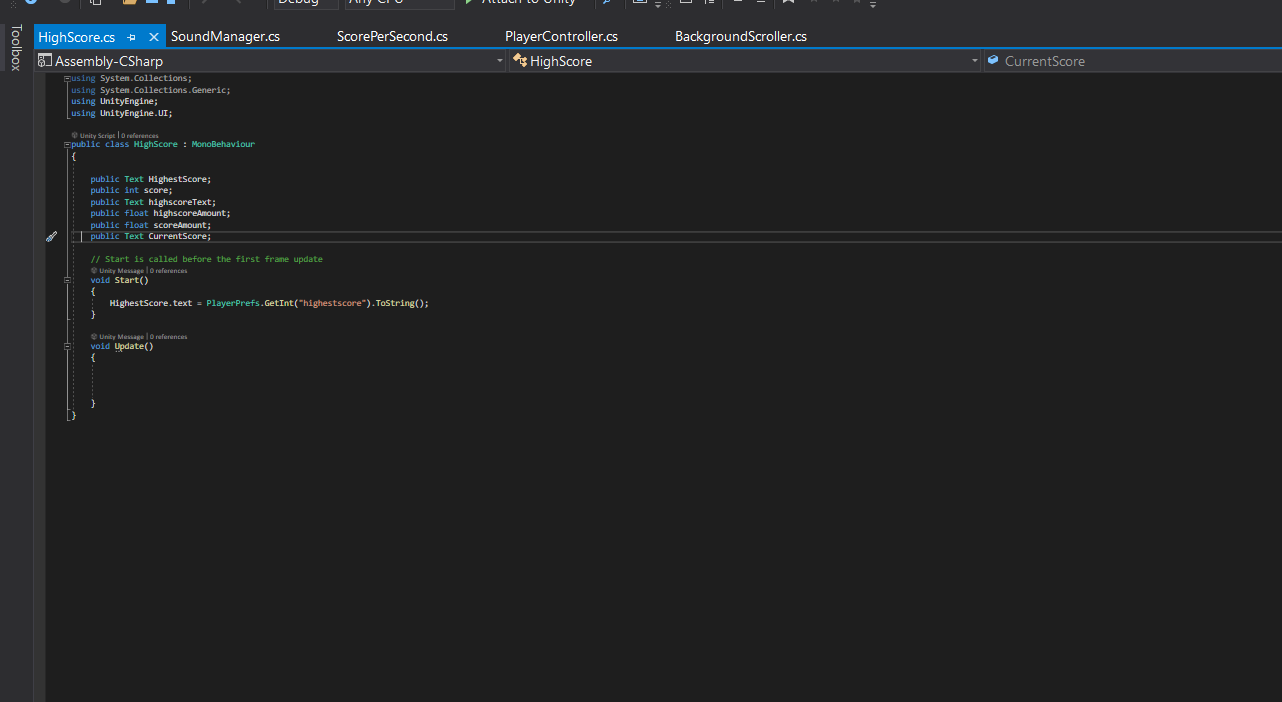 Debug Any CPU Attach to Unity
Toolbox
HighScore.cs SoundManager.cs ScorePerSecond.cs PlayerController.cs BackgroundScroller.cs
Assembly-CSharp HighScore CurrentScore
using System.Collections;
using System.Collections.Generic;
using UnityEngine;
using UnityEngine.UI;
Unity Script | 0 references
public class HighScore : MonoBehaviour
{
public Text HighestScore;
public int score;
public Text highscoreText;
public float highscoreAmount;
public float scoreAmount;
public Text CurrentScore;
// Start is called before the first frame update
Unity Message | 0 references
void Start()
{
HighestScore.text = PlayerPrefs.GetInt("highestscore").ToString();
}
Unity Message | 0 references
void Update()
{
}
}